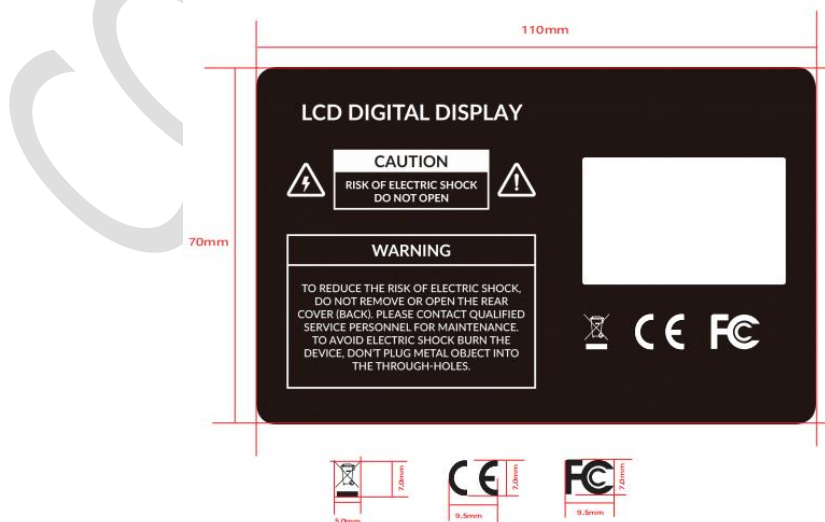 110mm
LCD DIGITAL DISPLAY
CAUTION
RISK OF ELECTRIC SHOCK
DO NOT OPEN
70mm
WARNING
TO REDUCE THE RISK OF ELECTRIC SHOCK,
DO NOT REMOVE OR OPEN THE REAR
COVER (BACK). PLEASE CONTACT QUALIFIED
SERVICE PERSONNEL FOR MAINTENANCE.
TO AVOID ELECTRIC SHOCK BURN THE
DEVICE, DON'T PLUG METAL OBJECT INTO
THE THROUGH-HOLES.
CE FC
7.0mm
CE
7.0mm
FC
7.0mm
5.0mm
9.5mm
9.5mm